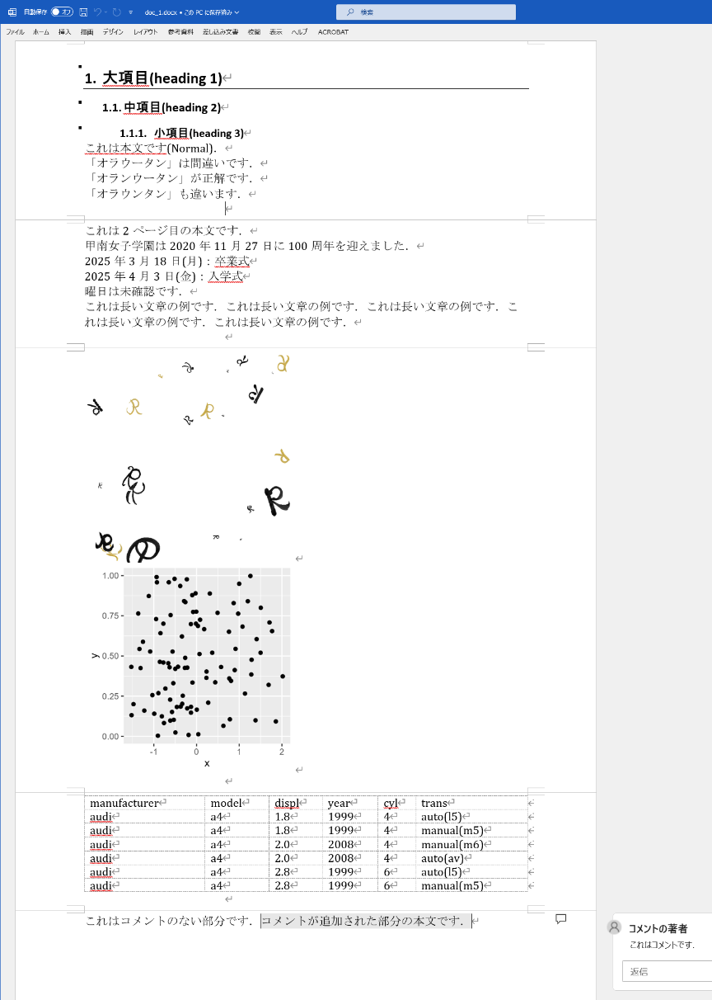 自動保存 オフ doc_1.docx • この PC に保存済み 検索
ファイル ホーム 挿入 描画 デザイン レイアウト 参考資料 差し込み文書 校閲 表示 ヘルプ ACROBAT
1. 大項目(heading 1)
1.1. 中項目(heading 2)
1.1.1. 小項目(heading 3)
これは本文です(Normal).
「オラウータン」は間違いです.
「オランウータン」が正解です.
「オラウンタン」も違います.
これは 2 ページ目の本文です.
甲南女子学園は 2020 年 11 月 27 日に 100 周年を迎えました.
2025 年 3 月 18 日(月)：卒業式
2025 年 4 月 3 日(金)：入学式
曜日は未確認です.
これは長い文章の例です. これは長い文章の例です. これは長い文章の例です. こ
れは長い文章の例です. これは長い文章の例です.
R R
1.00
0.75
y 0.50
0.25
0.00
-1 0 1 2
x
manufacturer model displ year cyl trans
audi a4 1.8 1999 4 auto(l5)
audi a4 1.8 1999 4 manual(m5)
audi a4 2.0 2008 4 manual(m6)
audi a4 2.0 2008 4 auto(av)
audi a4 2.8 1999 6 auto(l5)
audi a4 2.8 1999 6 manual(m5)
これはコメントのない部分です. コメントが追加された部分の本文です.
コメントの著者
これはコメントです.
返信